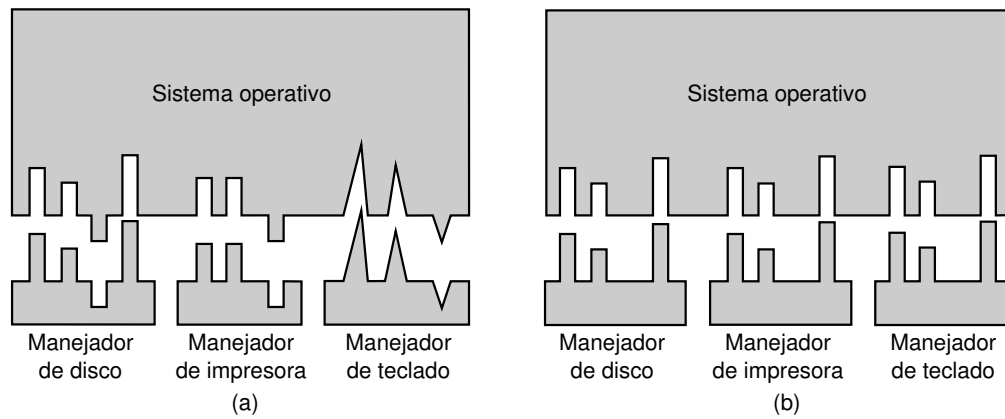 Sistema operativo
Manejador
de disco
Manejador
de impresora
Manejador
de teclado
(a)
Sistema operativo
Manejador
de disco
Manejador
de impresora
Manejador
de teclado
(b)